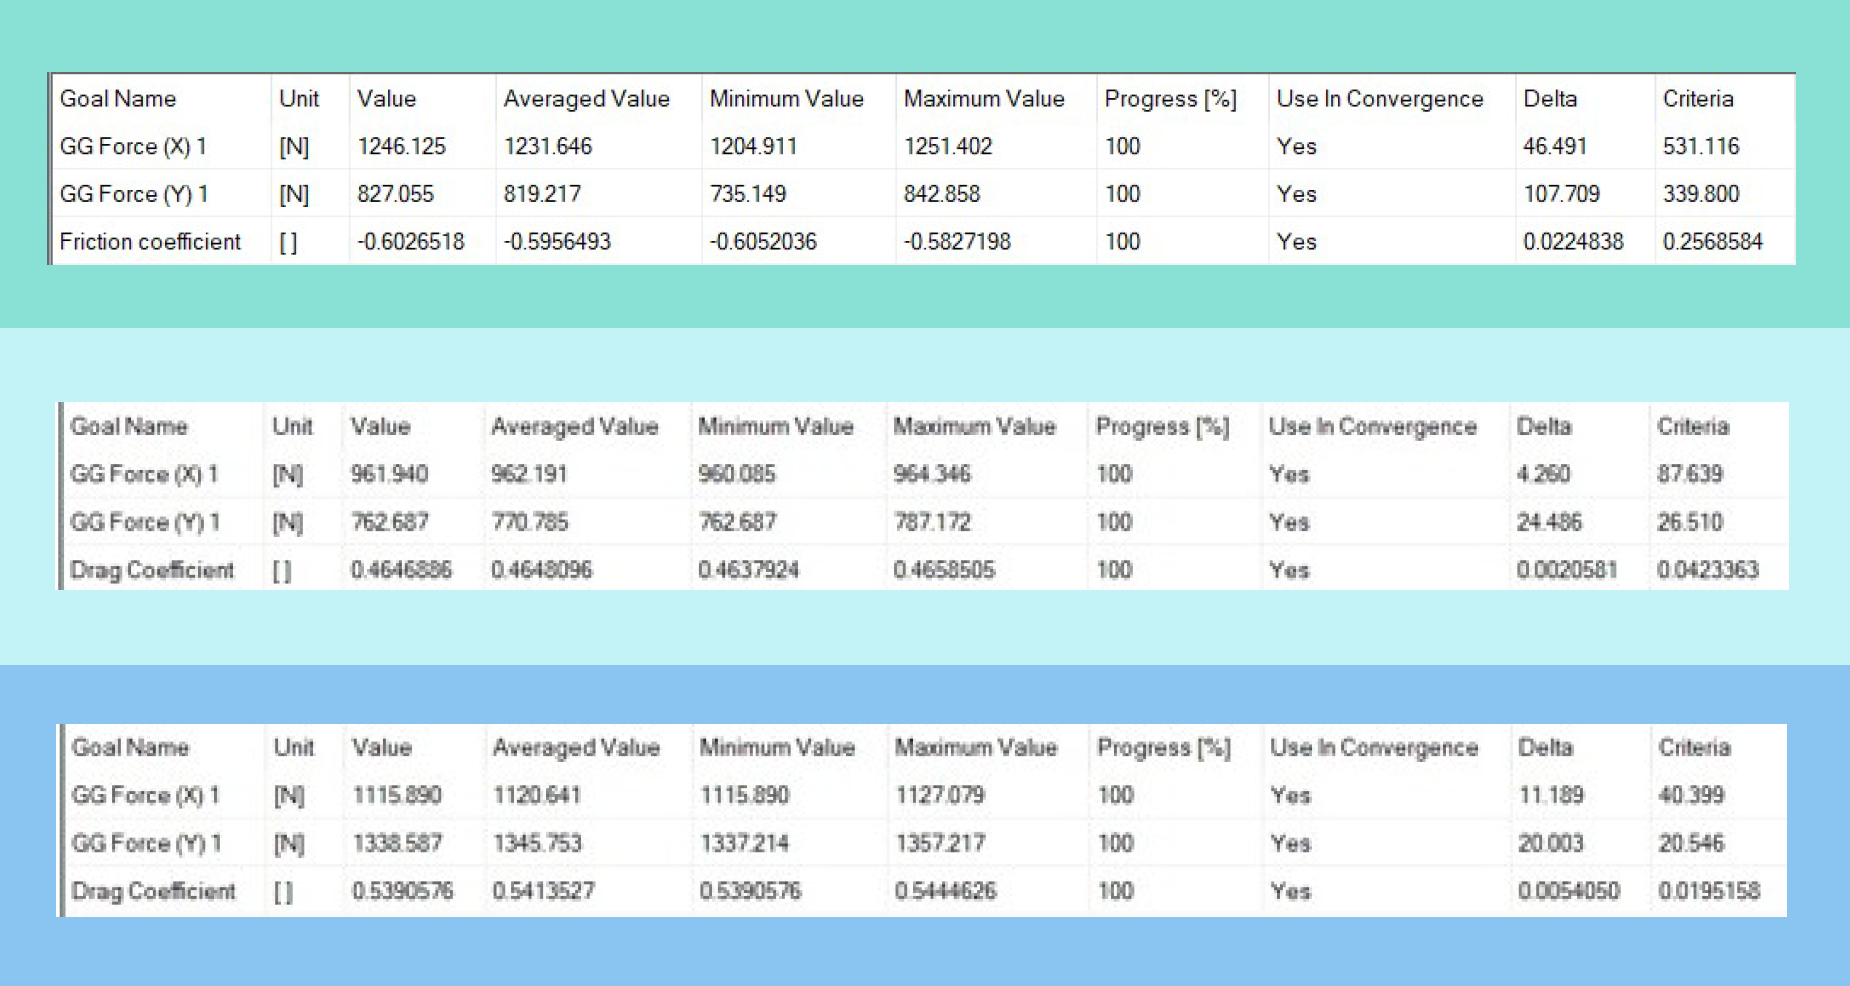 Goal Name Unit Value Averaged Value Minimum Value Maximum Value Progress [%] Use In Convergence Delta Criteria
GG Force (X) 1 [N] 1246.125 1231.646 1204.911 1251.402 100 Yes 46.491 531.116
GG Force (Y) 1 [N] 827.055 819.217 735.149 842.858 100 Yes 107.709 339.800
Friction coefficient [ ] -0.6026518 -0.5956493 -0.6052036 -0.5827198 100 Yes 0.0224838 0.2568584
Goal Name Unit Value Averaged Value Minimum Value Maximum Value Progress [%] Use In Convergence Delta Criteria
GG Force (X) 1 [N] 961.940 962.191 960.085 964.346 100 Yes 4.260 87.639
GG Force (Y) 1 [N] 762.687 770.785 762.687 787.172 100 Yes 24.486 26.510
Drag Coefficient [ ] 0.4646886 0.4648096 0.4637924 0.4658505 100 Yes 0.0020581 0.0423363
Goal Name Unit Value Averaged Value Minimum Value Maximum Value Progress [%] Use In Convergence Delta Criteria
GG Force (X) 1 [N] 1115.890 1120.641 1115.890 1127.079 100 Yes 11.189 40.399
GG Force (Y) 1 [N] 1338.587 1345.753 1337.214 1357.217 100 Yes 20.003 20.546
Drag Coefficient [ ] 0.5390576 0.5413527 0.5390576 0.5444626 100 Yes 0.0054050 0.0195158